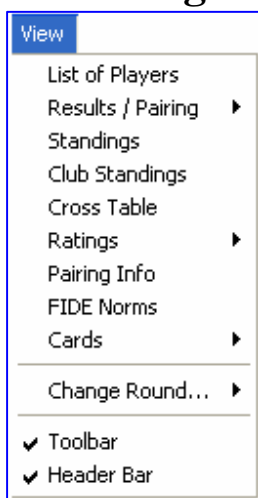 View
List of Players
Results / Pairing
Standings
Club Standings
Cross Table
Ratings
Pairing Info
FIDE Norms
Cards
Change Round...
Toolbar
Header Bar